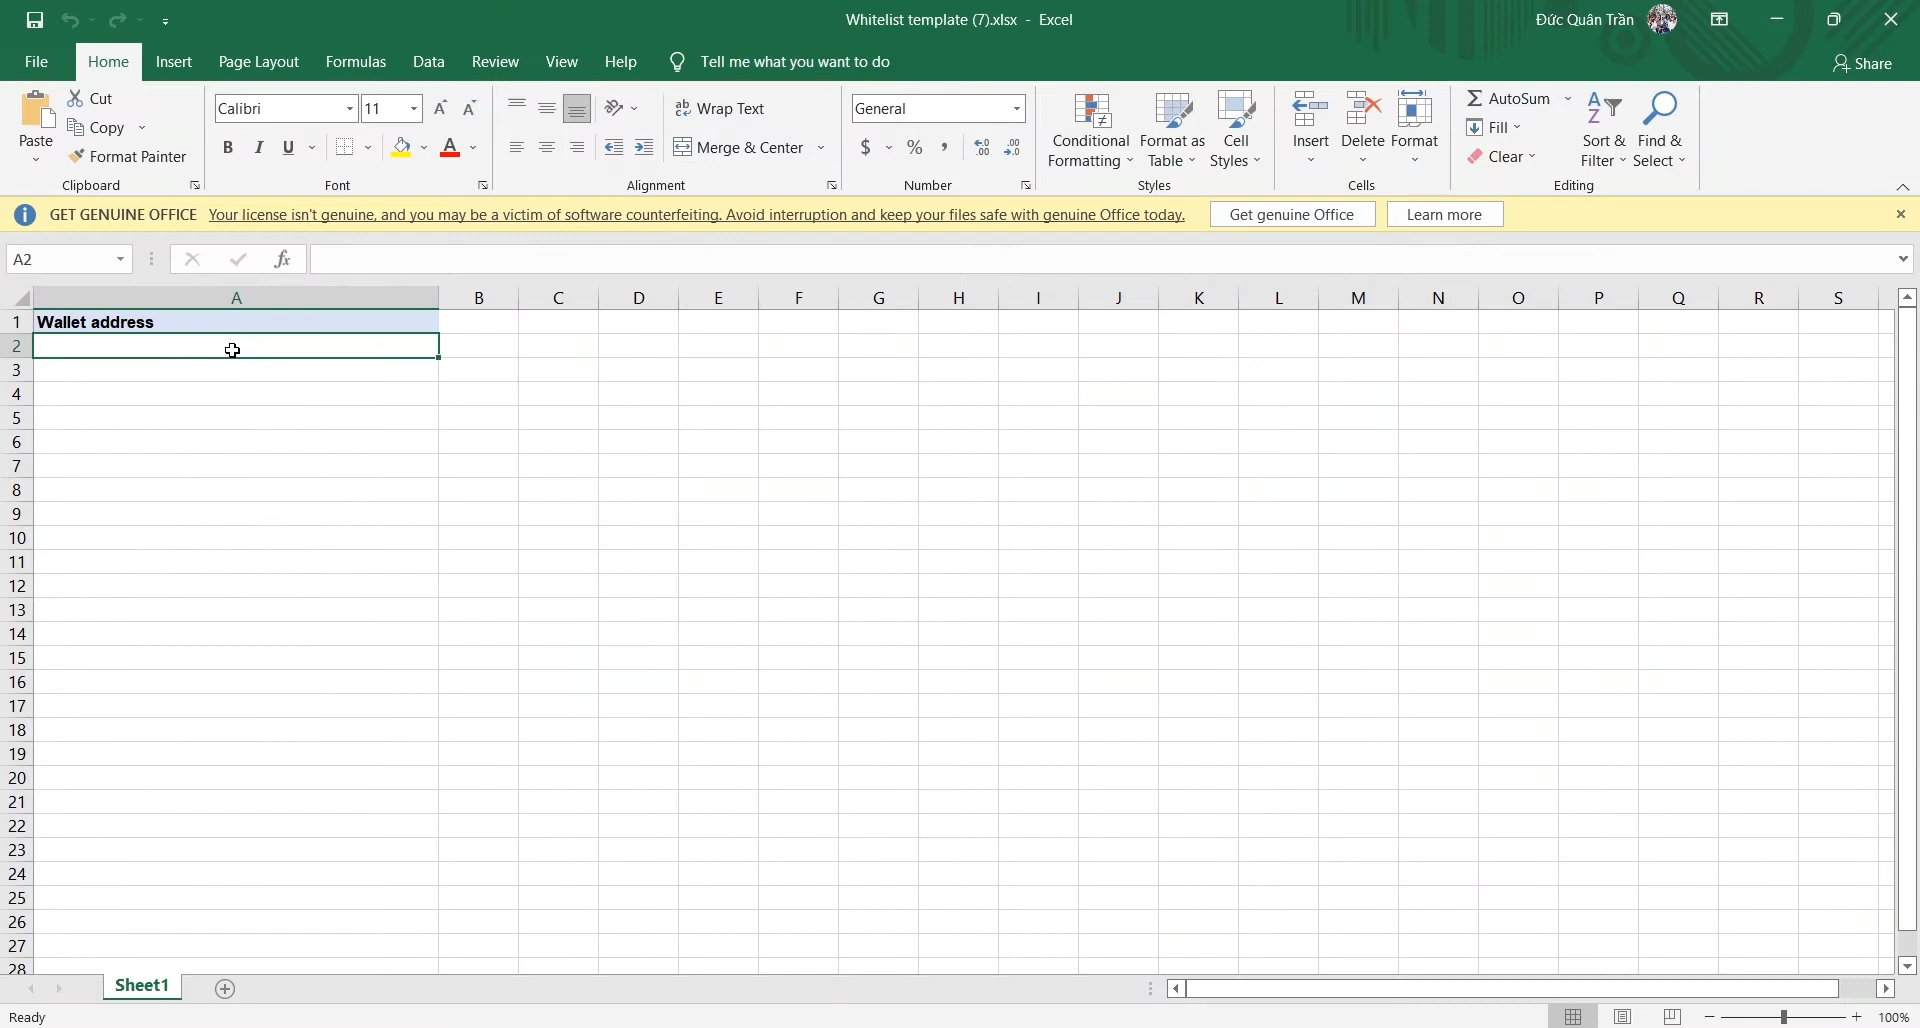 Whitelist template (7).xlsx - Excel
Đức Quân Trần
File Home Insert Page Layout Formulas Data Review View Help Tell me what you want to do Share
Paste
Cut
Copy
Format Painter
Clipboard
Calibri 11
B I U A
Font
ab Wrap Text
Merge & Center
Alignment
General
$ % ,
Number
Conditional Formatting
Format as Table
Cell Styles
Styles
Insert Delete Format
Cells
AutoSum
Fill
Clear
Sort & Filter
Find & Select
Editing
GET GENUINE OFFICE Your license isn't genuine, and you may be a victim of software counterfeiting. Avoid interruption and keep your files safe with genuine Office today. Get genuine Office Learn more
A2 fx
A B C D E F G H I J K L M N O P Q R S
1 Wallet address
2
3
4
5
6
7
8
9
10
11
12
13
14
15
16
17
18
19
20
21
22
23
24
25
26
27
28
Sheet1
Ready 100%